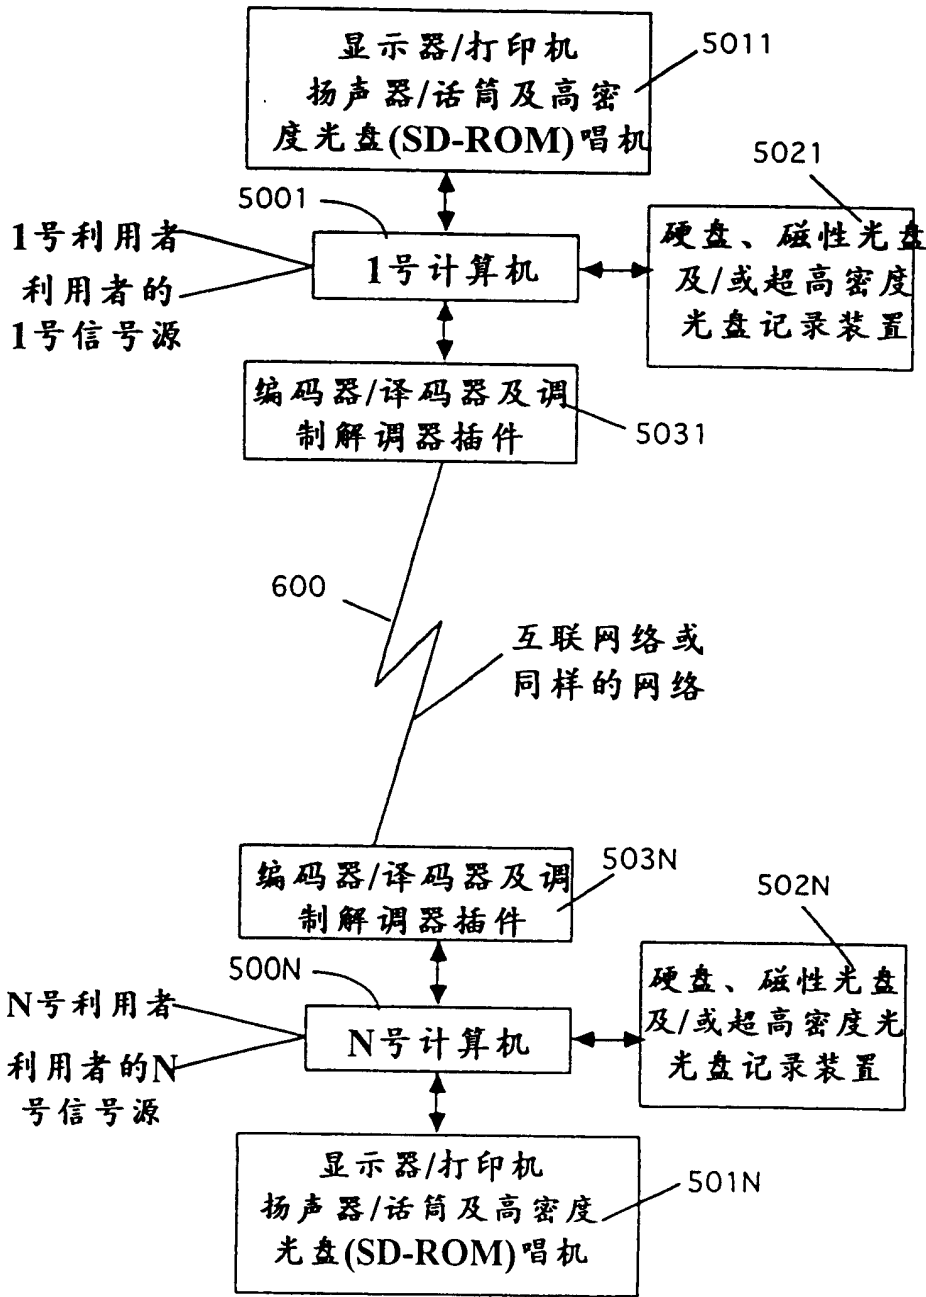 显示器/打印机
扬声器/话筒及高密
度光盘(SD-ROM)唱机
5011
5021
5001
1号利用者
利用者的
1号信号源
1号计算机
硬盘、磁性光盘
及/或超高密度
光盘记录装置
编码器/译码器及调
制解调器插件
5031
600
互联网络或
同样的网络
编码器/译码器及调
制解调器插件
503N
502N
500N
N号利用者
利用者的N
号信号源
N号计算机
硬盘、磁性光盘
及/或超高密度光
光盘记录装置
显示器/打印机
扬声器/话筒及高密度
光盘(SD-ROM)唱机
501N